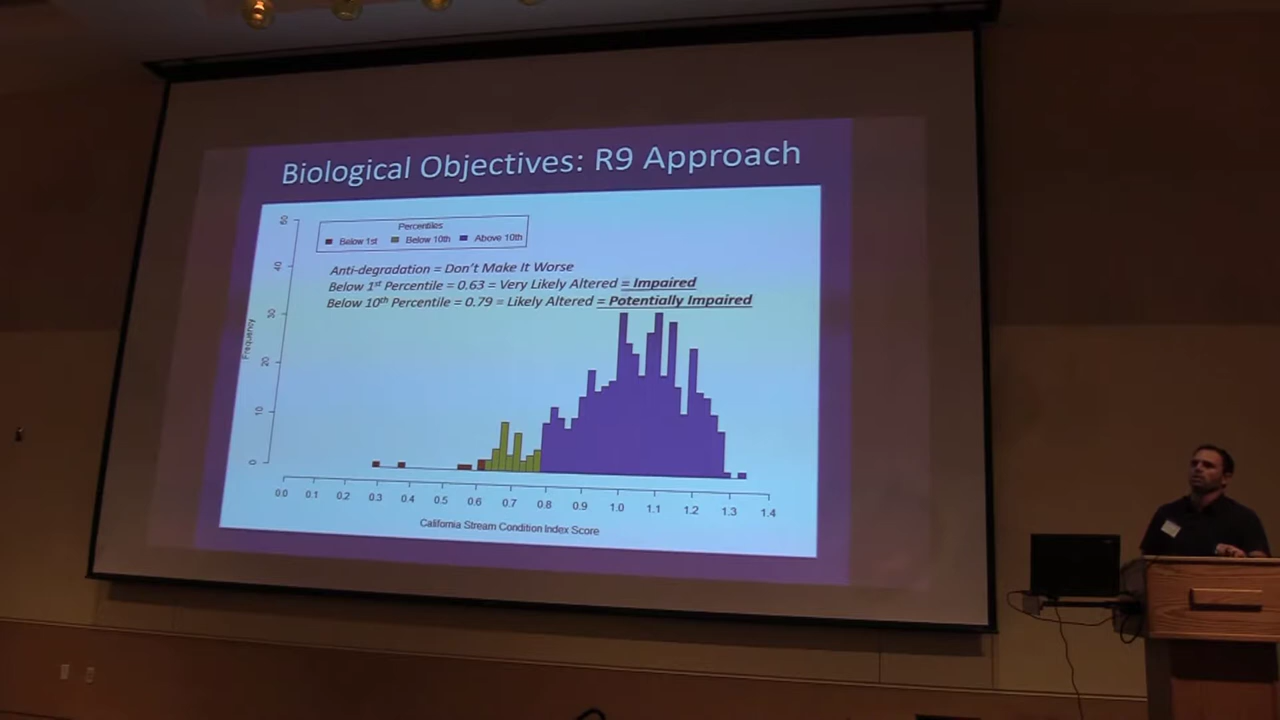 Biological Objectives: R9 Approach
Percentiles
Below 1st Below 10th Above 10th
Anti-degradation = Don't Make It Worse
Below 1st Percentile = 0.63 = Very Likely Altered = Impaired
Below 10th Percentile = 0.79 = Likely Altered = Potentially Impaired
50
40
30
20
10
0
Frequency
0.0 0.1 0.2 0.3 0.4 0.5 0.6 0.7 0.8 0.9 1.0 1.1 1.2 1.3 1.4
California Stream Condition Index Score